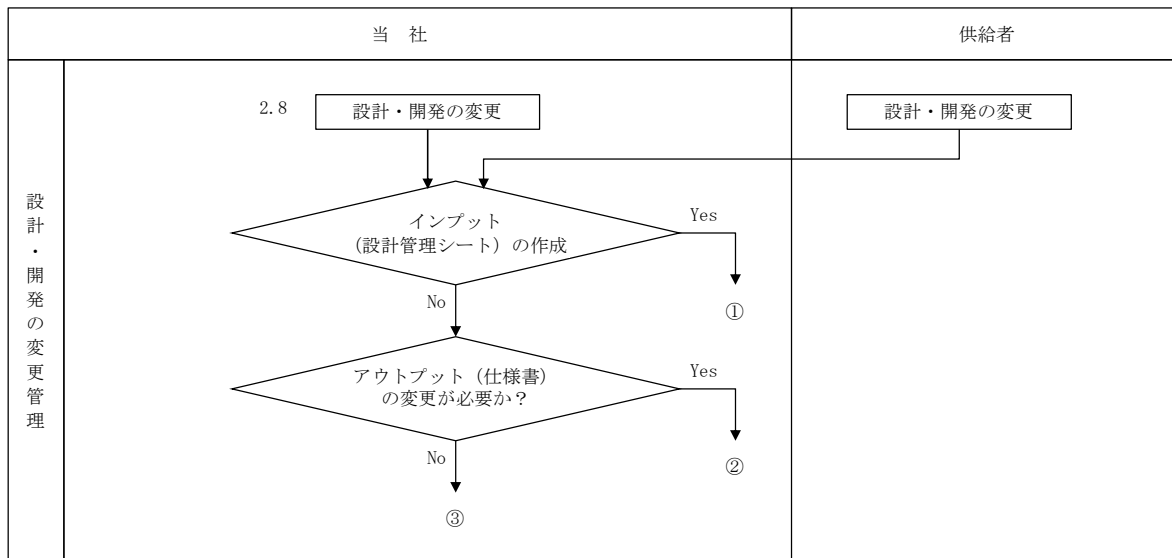 当　社
供給者
設計・開発の変更管理
2.8
設計・開発の変更
設計・開発の変更
インプット
(設計管理シート）の作成
Yes
①
No
アウトプット（仕様書）
の変更が必要か？
Yes
②
No
③